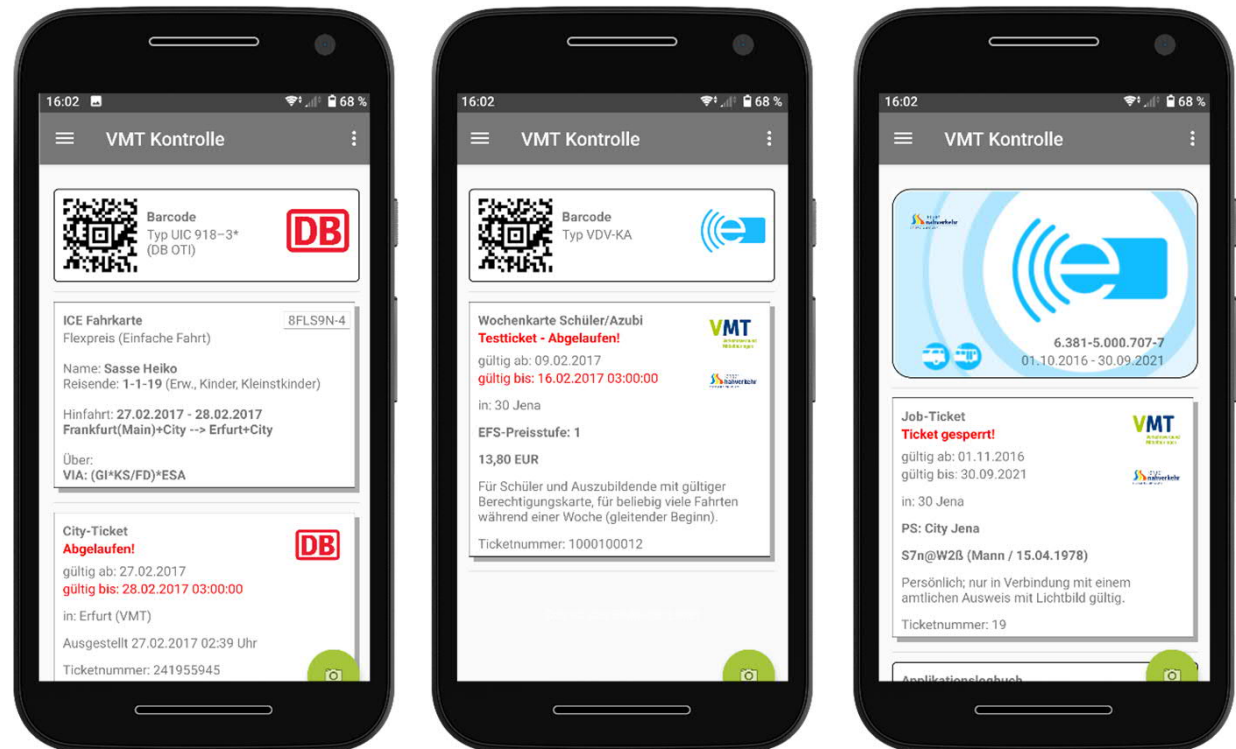 16:02
68 %
VMT Kontrolle
Barcode
Typ UIC 918-3*
(DB OTI)
DB
ICE Fahrkarte
8FLS9N-4
Flexpreis (Einfache Fahrt)
Name: Sasse Heiko
Reisende: 1-1-19 (Erw., Kinder, Kleinstkinder)
Hinfahrt: 27.02.2017 - 28.02.2017
Frankfurt(Main)+City --> Erfurt+City
Über:
VIA: (GI*KS/FD)*ESA
City-Ticket
DB
Abgelaufen!
gültig ab: 27.02.2017
gültig bis: 28.02.2017 03:00:00
in: Erfurt (VMT)
Ausgestellt 27.02.2017 02:39 Uhr
Ticketnummer: 241955945
16:02
68 %
VMT Kontrolle
Barcode
Typ VDV-KA
e
Wochenkarte Schüler/Azubi
VMT
Testticket - Abgelaufen!
gültig ab: 09.02.2017
gültig bis: 16.02.2017 03:00:00
nahverkehr
in: 30 Jena
EFS-Preisstufe: 1
13,80 EUR
Für Schüler und Auszubildende mit gültiger
Berechtigungskarte, für beliebig viele Fahrten
während einer Woche (gleitender Beginn).
Ticketnummer: 1000100012
16:02
68 %
VMT Kontrolle
nahverkehr
e
6.381-5.000.707-7
01.10.2016 - 30.09.2021
Job-Ticket
VMT
Ticket gesperrt!
gültig ab: 01.11.2016
gültig bis: 30.09.2021
nahverkehr
in: 30 Jena
PS: City Jena
S7n@W2ß (Mann / 15.04.1978)
Persönlich; nur in Verbindung mit einem
amtlichen Ausweis mit Lichtbild gültig.
Ticketnummer: 19
Applikationslogbuch